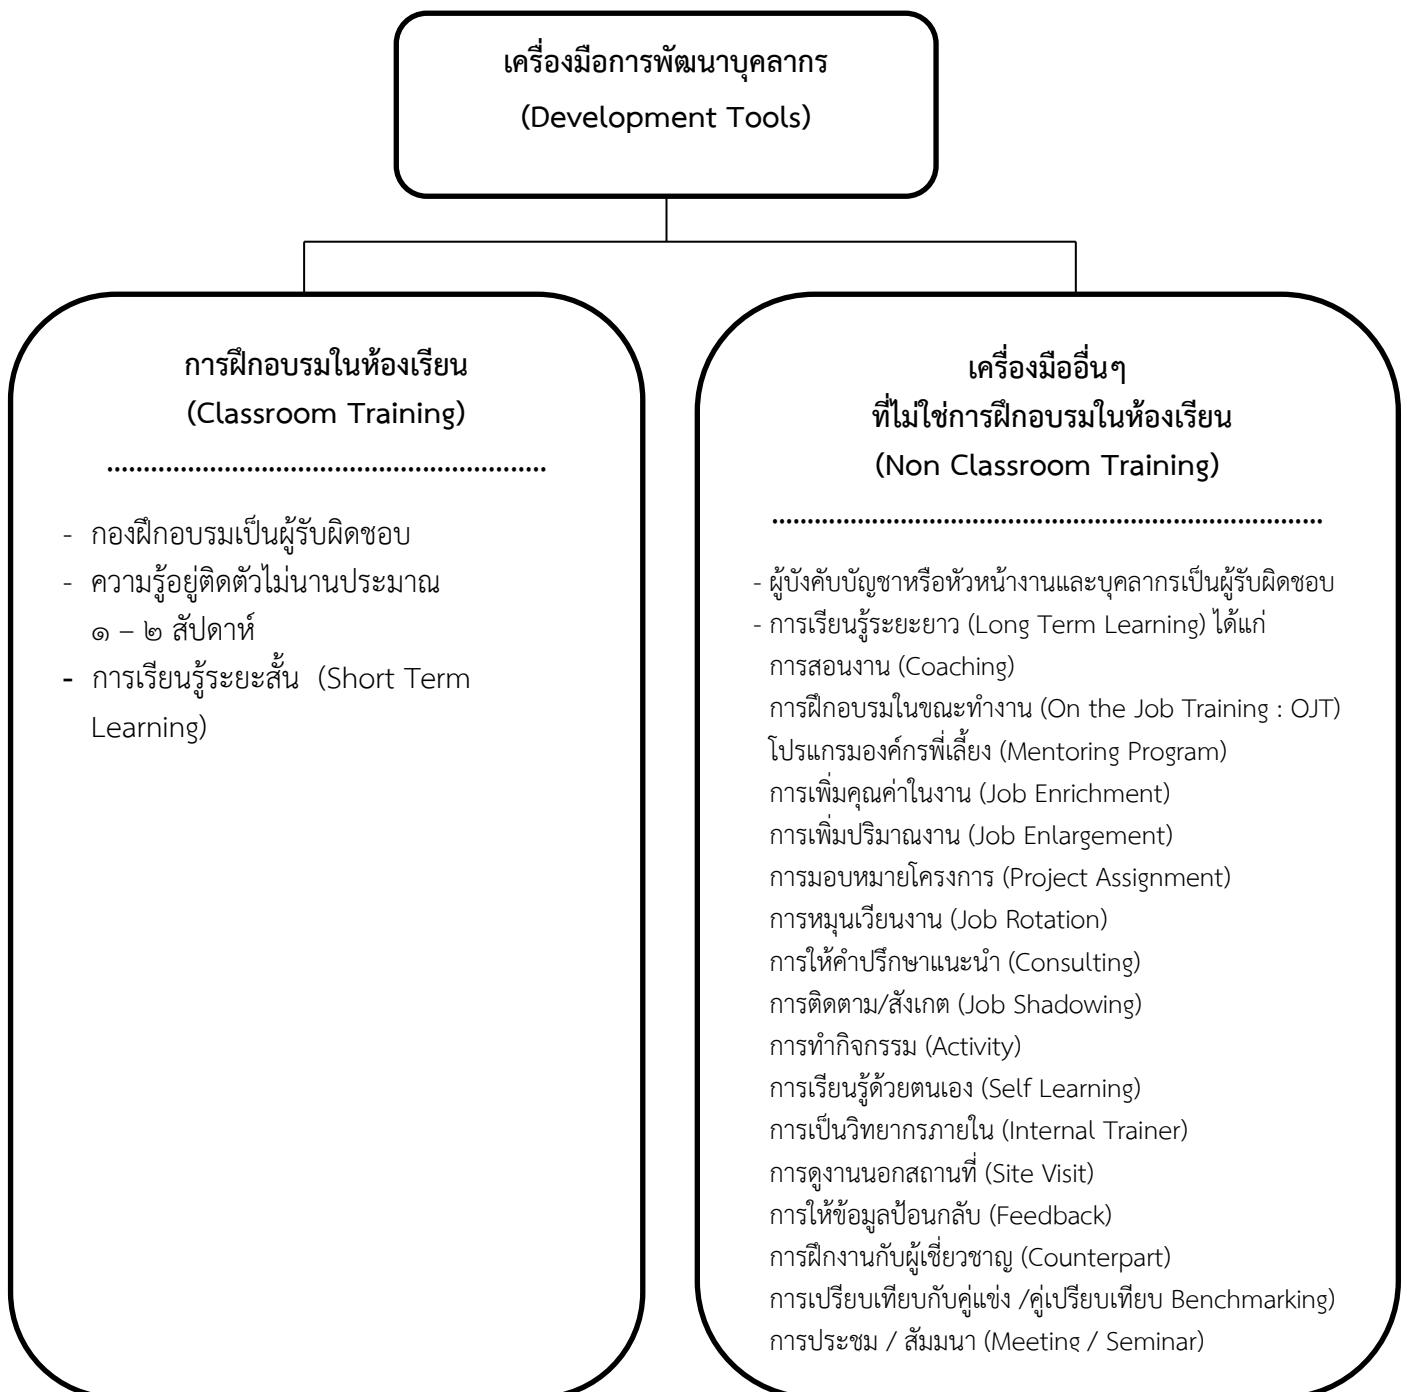 เครื่องมือการพัฒนาบุคลากร
(Development Tools)
การฝึกอบรมในห้องเรียน
(Classroom Training)
............................................................
- กองฝึกอบรมเป็นผู้รับผิดชอบ
- ความรู้อยู่ติดตัวไม่นานประมาณ
๑ – ๒ สัปดาห์
- การเรียนรู้ระยะสั้น (Short Term
Learning)
เครื่องมืออื่นๆ
ที่ไม่ใช่การฝึกอบรมในห้องเรียน
(Non Classroom Training)
...........................................................................
- ผู้บังคับบัญชาหรือหัวหน้างานและบุคลากรเป็นผู้รับผิดชอบ
- การเรียนรู้ระยะยาว (Long Term Learning) ได้แก่
การสอนงาน (Coaching)
การฝึกอบรมในขณะทำงาน (On the Job Training : OJT)
โปรแกรมองค์กรพี่เลี้ยง (Mentoring Program)
การเพิ่มคุณค่าในงาน (Job Enrichment)
การเพิ่มปริมาณงาน (Job Enlargement)
การมอบหมายโครงการ (Project Assignment)
การหมุนเวียนงาน (Job Rotation)
การให้คำปรึกษาแนะนำ (Consulting)
การติดตาม/สังเกต (Job Shadowing)
การทำกิจกรรม (Activity)
การเรียนรู้ด้วยตนเอง (Self Learning)
การเป็นวิทยากรภายใน (Internal Trainer)
การดูงานนอกสถานที่ (Site Visit)
การให้ข้อมูลป้อนกลับ (Feedback)
การฝึกงานกับผู้เชี่ยวชาญ (Counterpart)
การเปรียบเทียบกับคู่แข่ง /คู่เปรียบเทียบ Benchmarking)
การประชุม / สัมมนา (Meeting / Seminar)